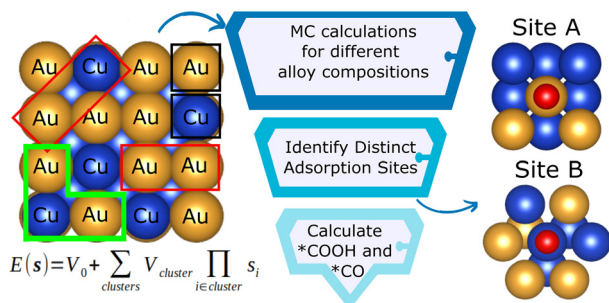 Au Cu Au Au
Au Au Au Cu
Au Cu Au Au
Cu Au Cu Au
E(s)=V₀+ ∑ V_cluster ∏ s_i
clusters i∈cluster
MC calculations
for different
alloy compositions
Identify Distinct
Adsorption Sites
Calculate
*COOH and
*CO
Site A
Site B